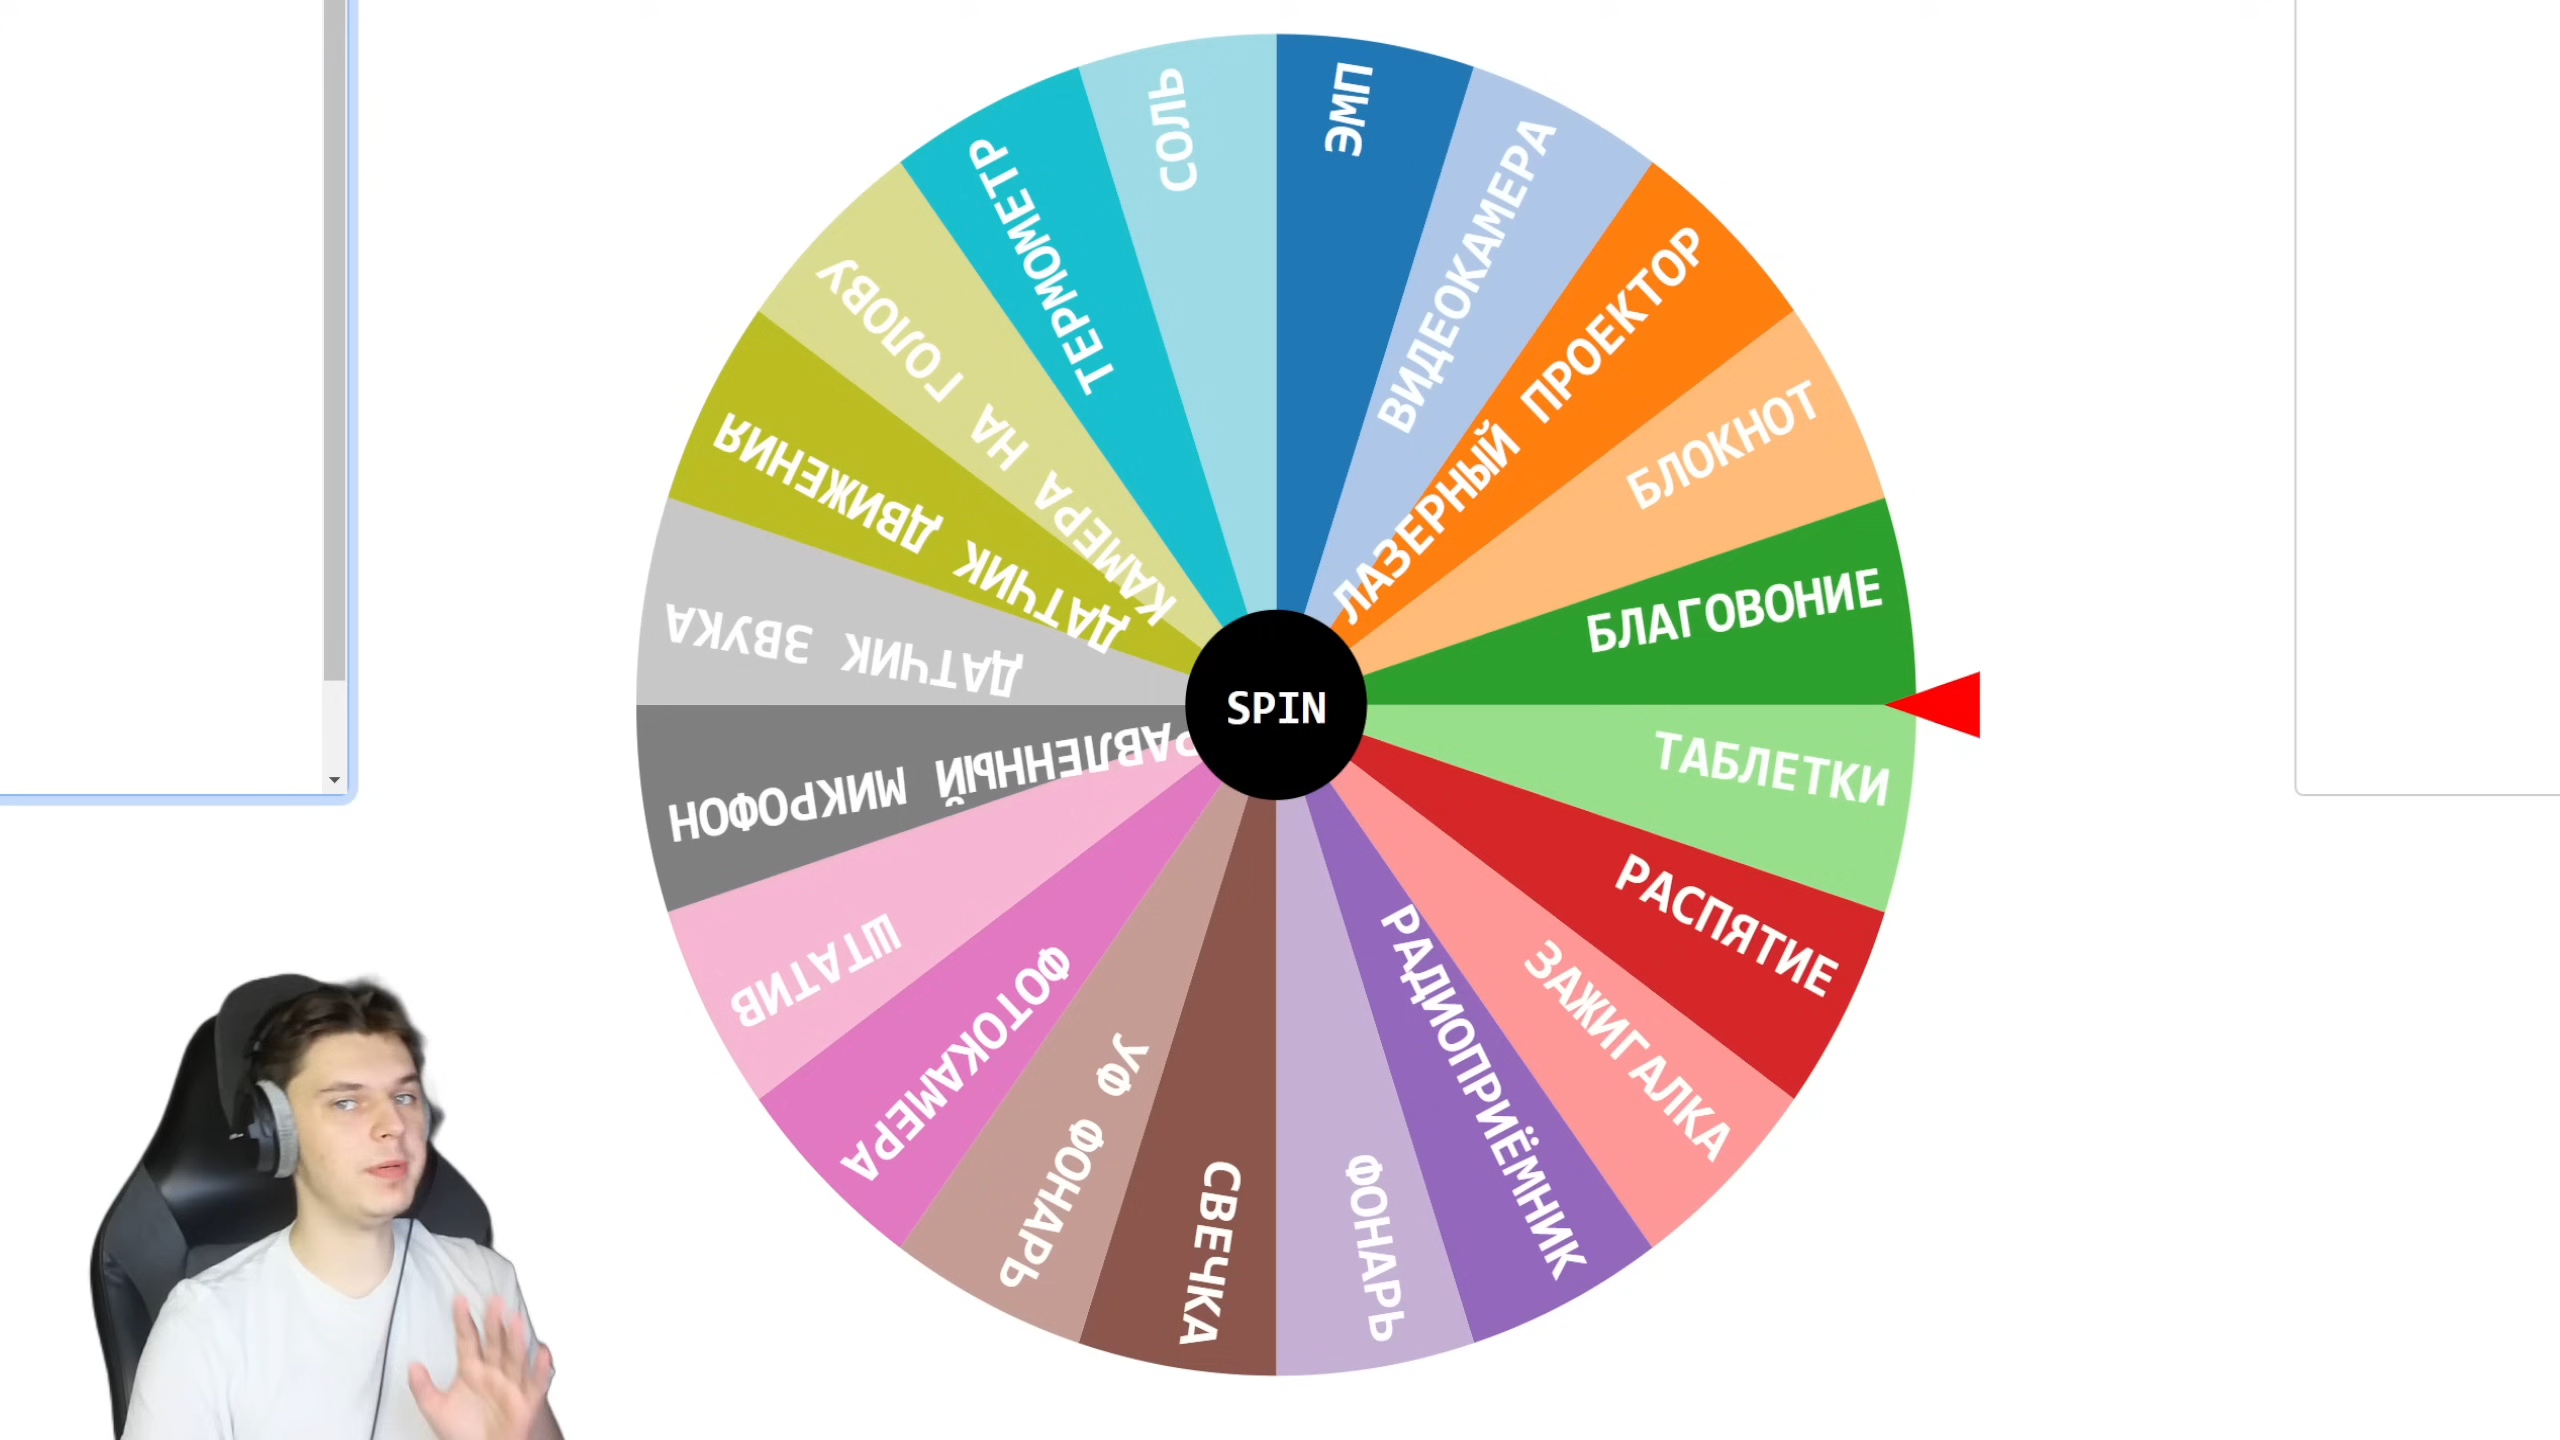 ЭМП
ВИДЕОКАМЕРА
ЛАЗЕРНЫЙ ПРОЕКТОР
БЛОКНОТ
БЛАГОВОНИЕ
ТАБЛЕТКИ
РАСПЯТИЕ
ЗАЖИГАЛКА
РАДИОПРИЁМНИК
ФОНАРЬ
СВЕЧКА
УФ ФОНАРЬ
ФОТОКАМЕРА
ШТАТИВ
РАВЛЕННЫЙ МИКРОФОН
ДАТЧИК ЗВУКА
ДАТЧИК ДВИЖЕНИЯ
КАМЕРА НА ГОЛОВУ
ТЕРМОМЕТР
СОЛЬ
SPIN